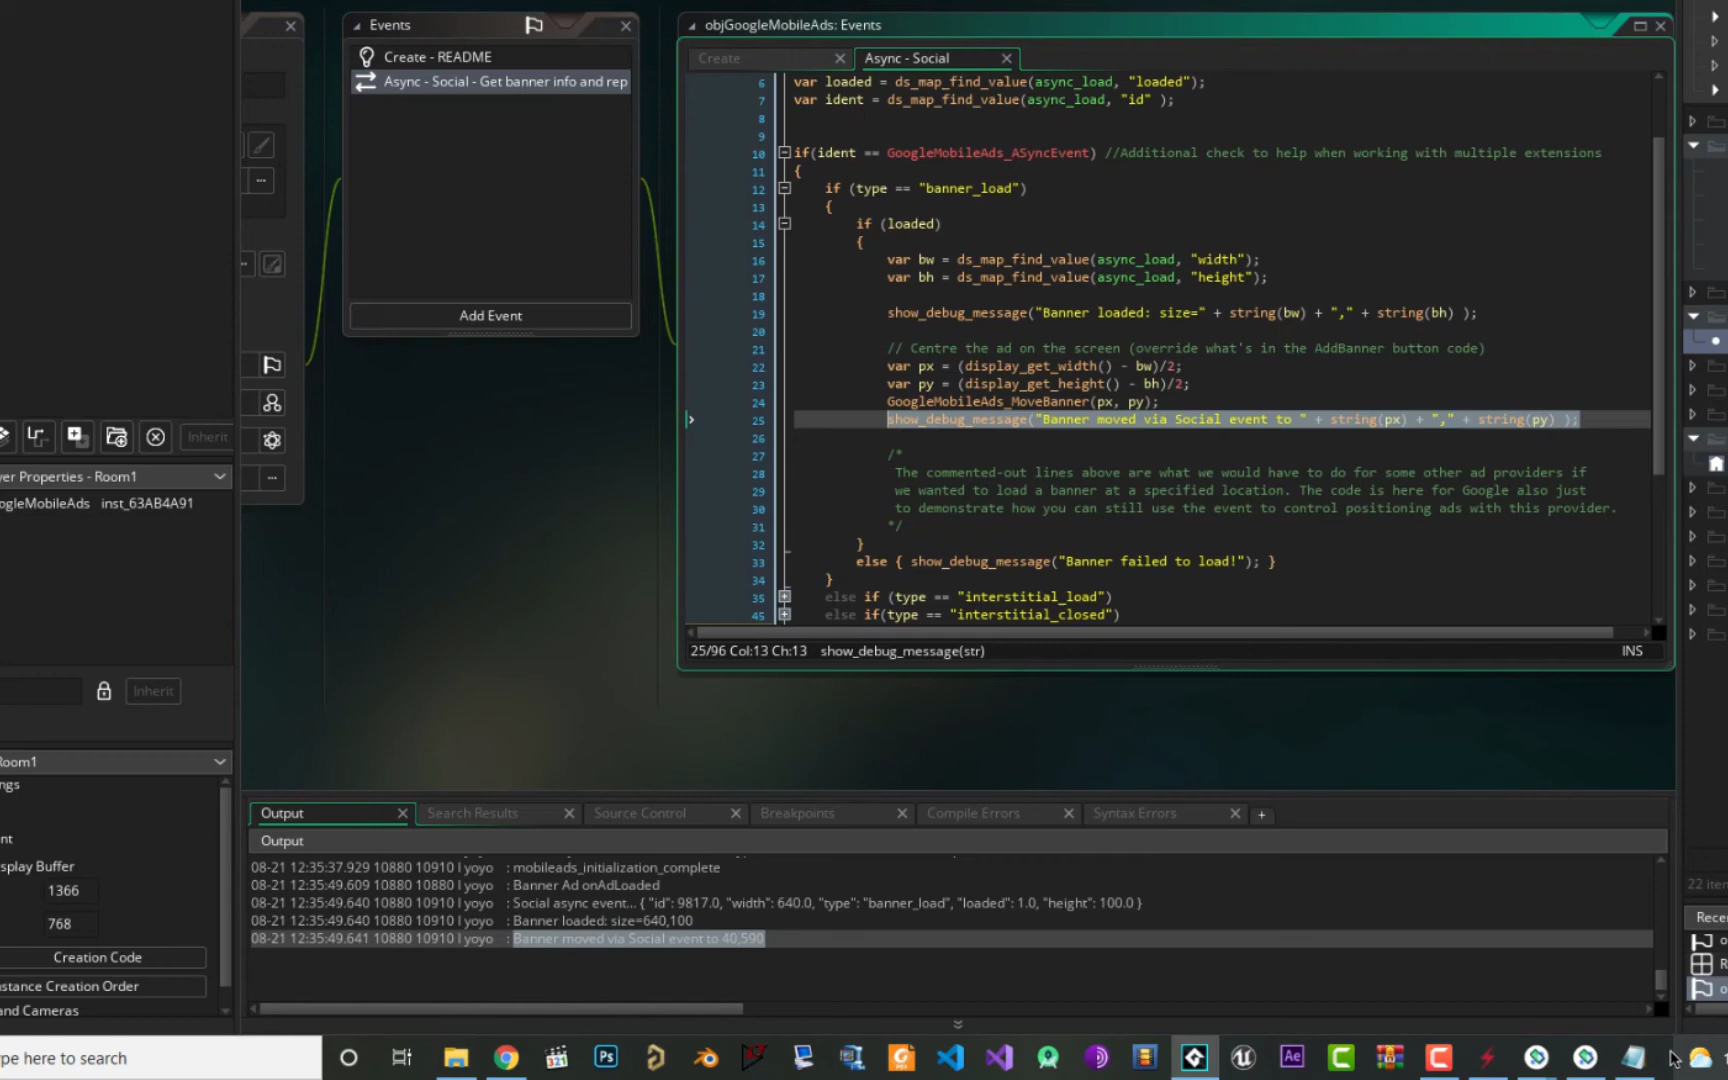 Events
objGoogleMobileAds: Events
Create - README
Async - Social - Get banner info and rep
Add Event
Create
Async - Social
6 var loaded = ds_map_find_value(async_load, "loaded");
7 var ident = ds_map_find_value(async_load, "id" );
8
9
10 if(ident == GoogleMobileAds_ASyncEvent) //Additional check to help when working with multiple extensions
11 {
12 if (type == "banner_load")
13 {
14 if (loaded)
15 {
16 var bw = ds_map_find_value(async_load, "width");
17 var bh = ds_map_find_value(async_load, "height");
18
19 show_debug_message("Banner loaded: size=" + string(bw) + "," + string(bh) );
20
21 // Centre the ad on the screen (override what's in the AddBanner button code)
22 var px = (display_get_width() - bw)/2;
23 var py = (display_get_height() - bh)/2;
24 GoogleMobileAds_MoveBanner(px, py);
25 show_debug_message("Banner moved via Social event to " + string(px) + "," + string(py) );
26
27 /*
28 The commented-out lines above are what we would have to do for some other ad providers if
29 we wanted to load a banner at a specified location. The code is here for Google also just
30 to demonstrate how you can still use the event to control positioning ads with this provider.
31 */
32 }
33 else { show_debug_message("Banner failed to load!"); }
34 }
35 else if (type == "interstitial_load")
45 else if(type == "interstitial_closed")
25/96 Col:13 Ch:13 show_debug_message(str)
INS
Inherit
yer Properties - Room1
ogleMobileAds inst_63AB4A91
Inherit
Room1
ngs
nt
splay Buffer
1366
768
Creation Code
nstance Creation Order
and Cameras
Output
Search Results
Source Control
Breakpoints
Compile Errors
Syntax Errors
+
Output
08-21 12:35:37.929 10880 10910 I yoyo : mobileads_initialization_complete
08-21 12:35:49.609 10880 10880 I yoyo : Banner Ad onAdLoaded
08-21 12:35:49.640 10880 10910 I yoyo : Social async event... { "id": 9817.0, "width": 640.0, "type": "banner_load", "loaded": 1.0, "height": 100.0 }
08-21 12:35:49.640 10880 10910 I yoyo : Banner loaded: size=640,100
08-21 12:35:49.641 10880 10910 I yoyo : Banner moved via Social event to 40,590
22 iten
Recen
o
R
o
ype here to search
321
Ps
Ae